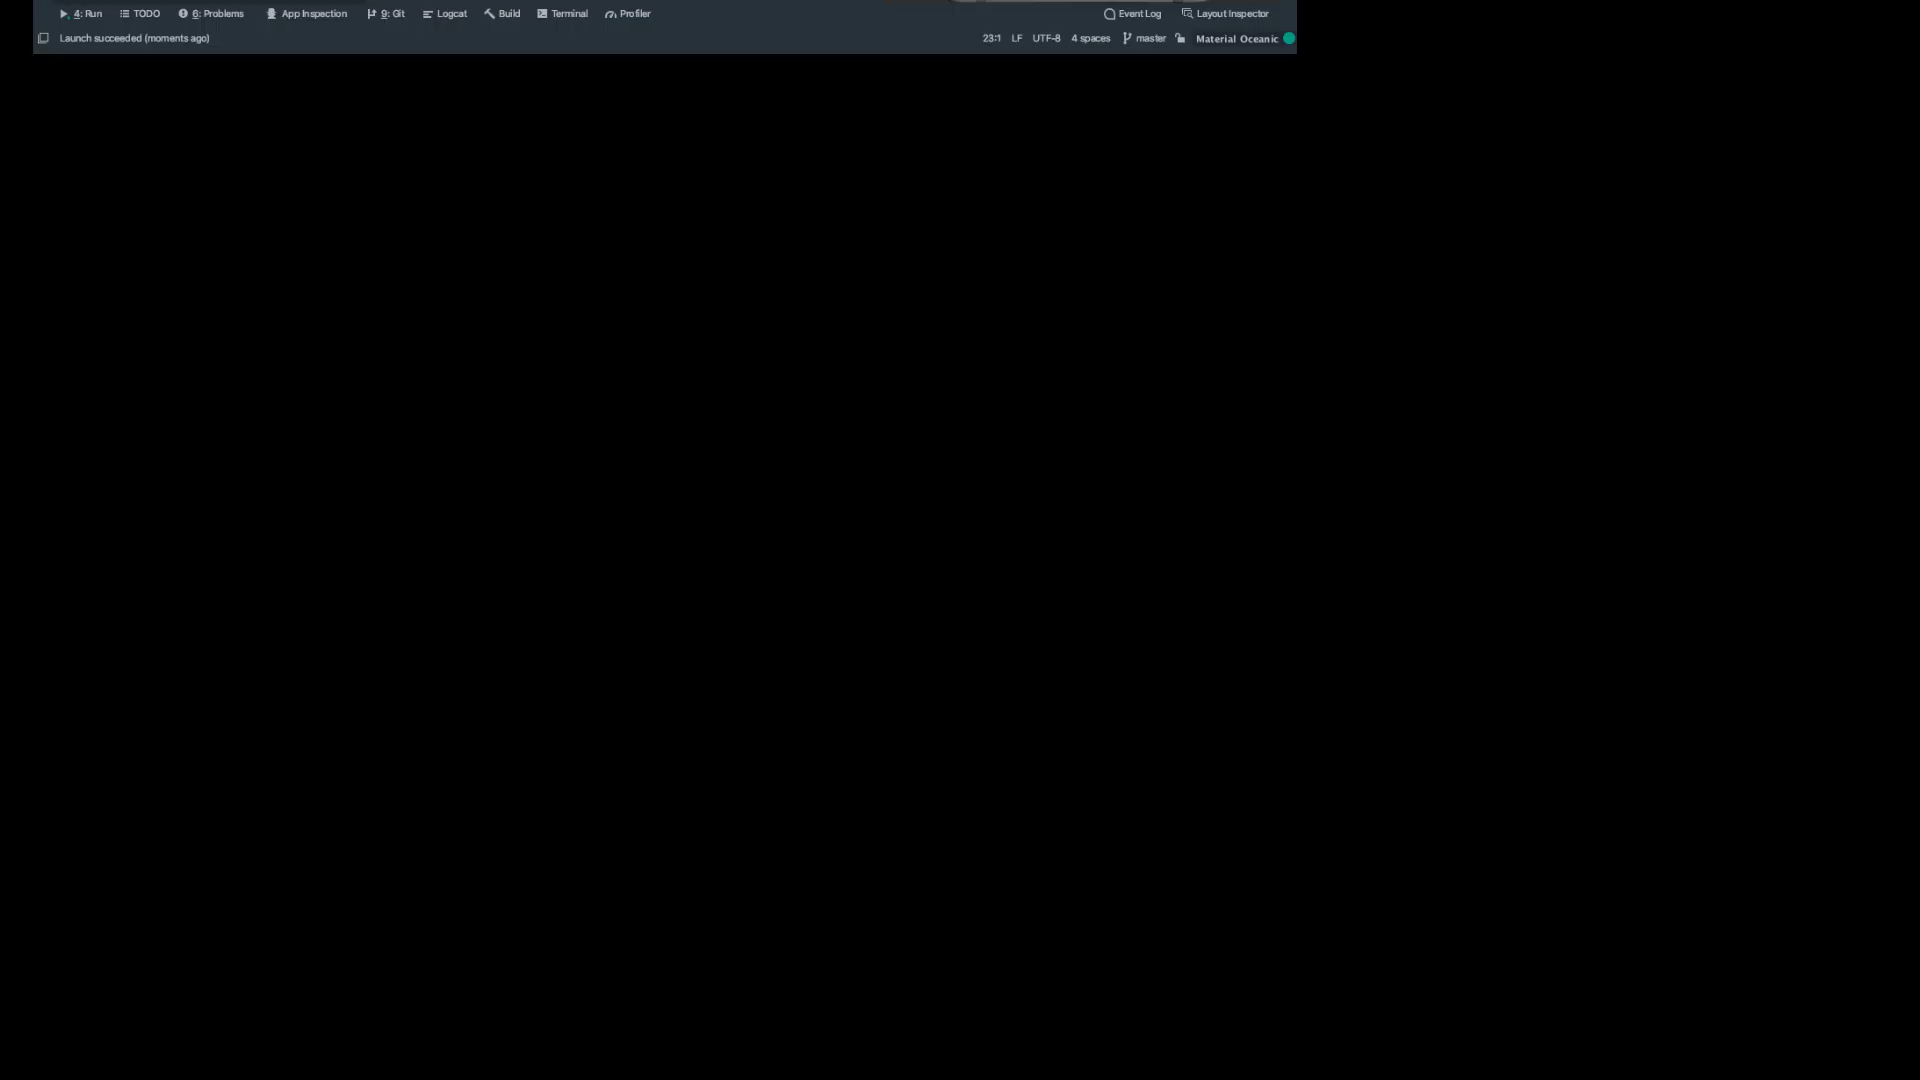 4: Run TODO 6: Problems App Inspection 9: Git Logcat Build Terminal Profiler Event Log Layout Inspector
Launch succeeded (moments ago) 23:1 LF UTF-8 4 spaces master Material Oceanic